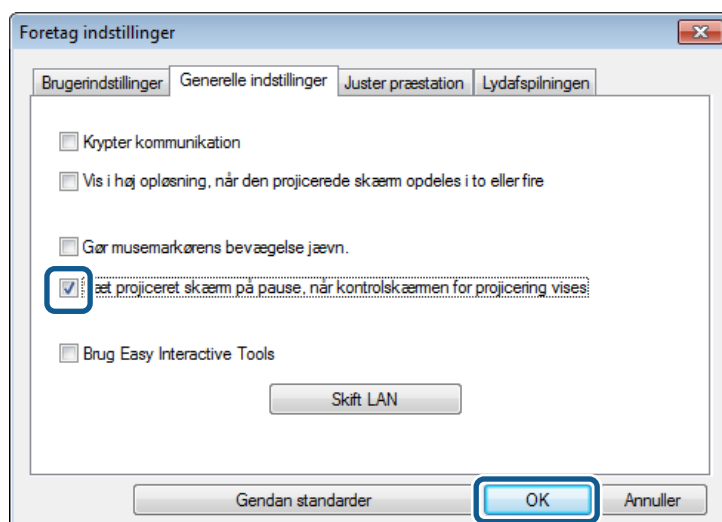 Foretag indstillinger
Brugerindstillinger Generelle indstillinger Juster præstation Lydafspilningen
Krypter kommunikation
Vis i høj opløsning, når den projicerede skærm opdeles i to eller fire
Gør musemarkørens bevægelse jævn.
æt projiceret skærm på pause, når kontrolskærmen for projicering vises
Brug Easy Interactive Tools
Skift LAN
Gendan standarder OK Annuller